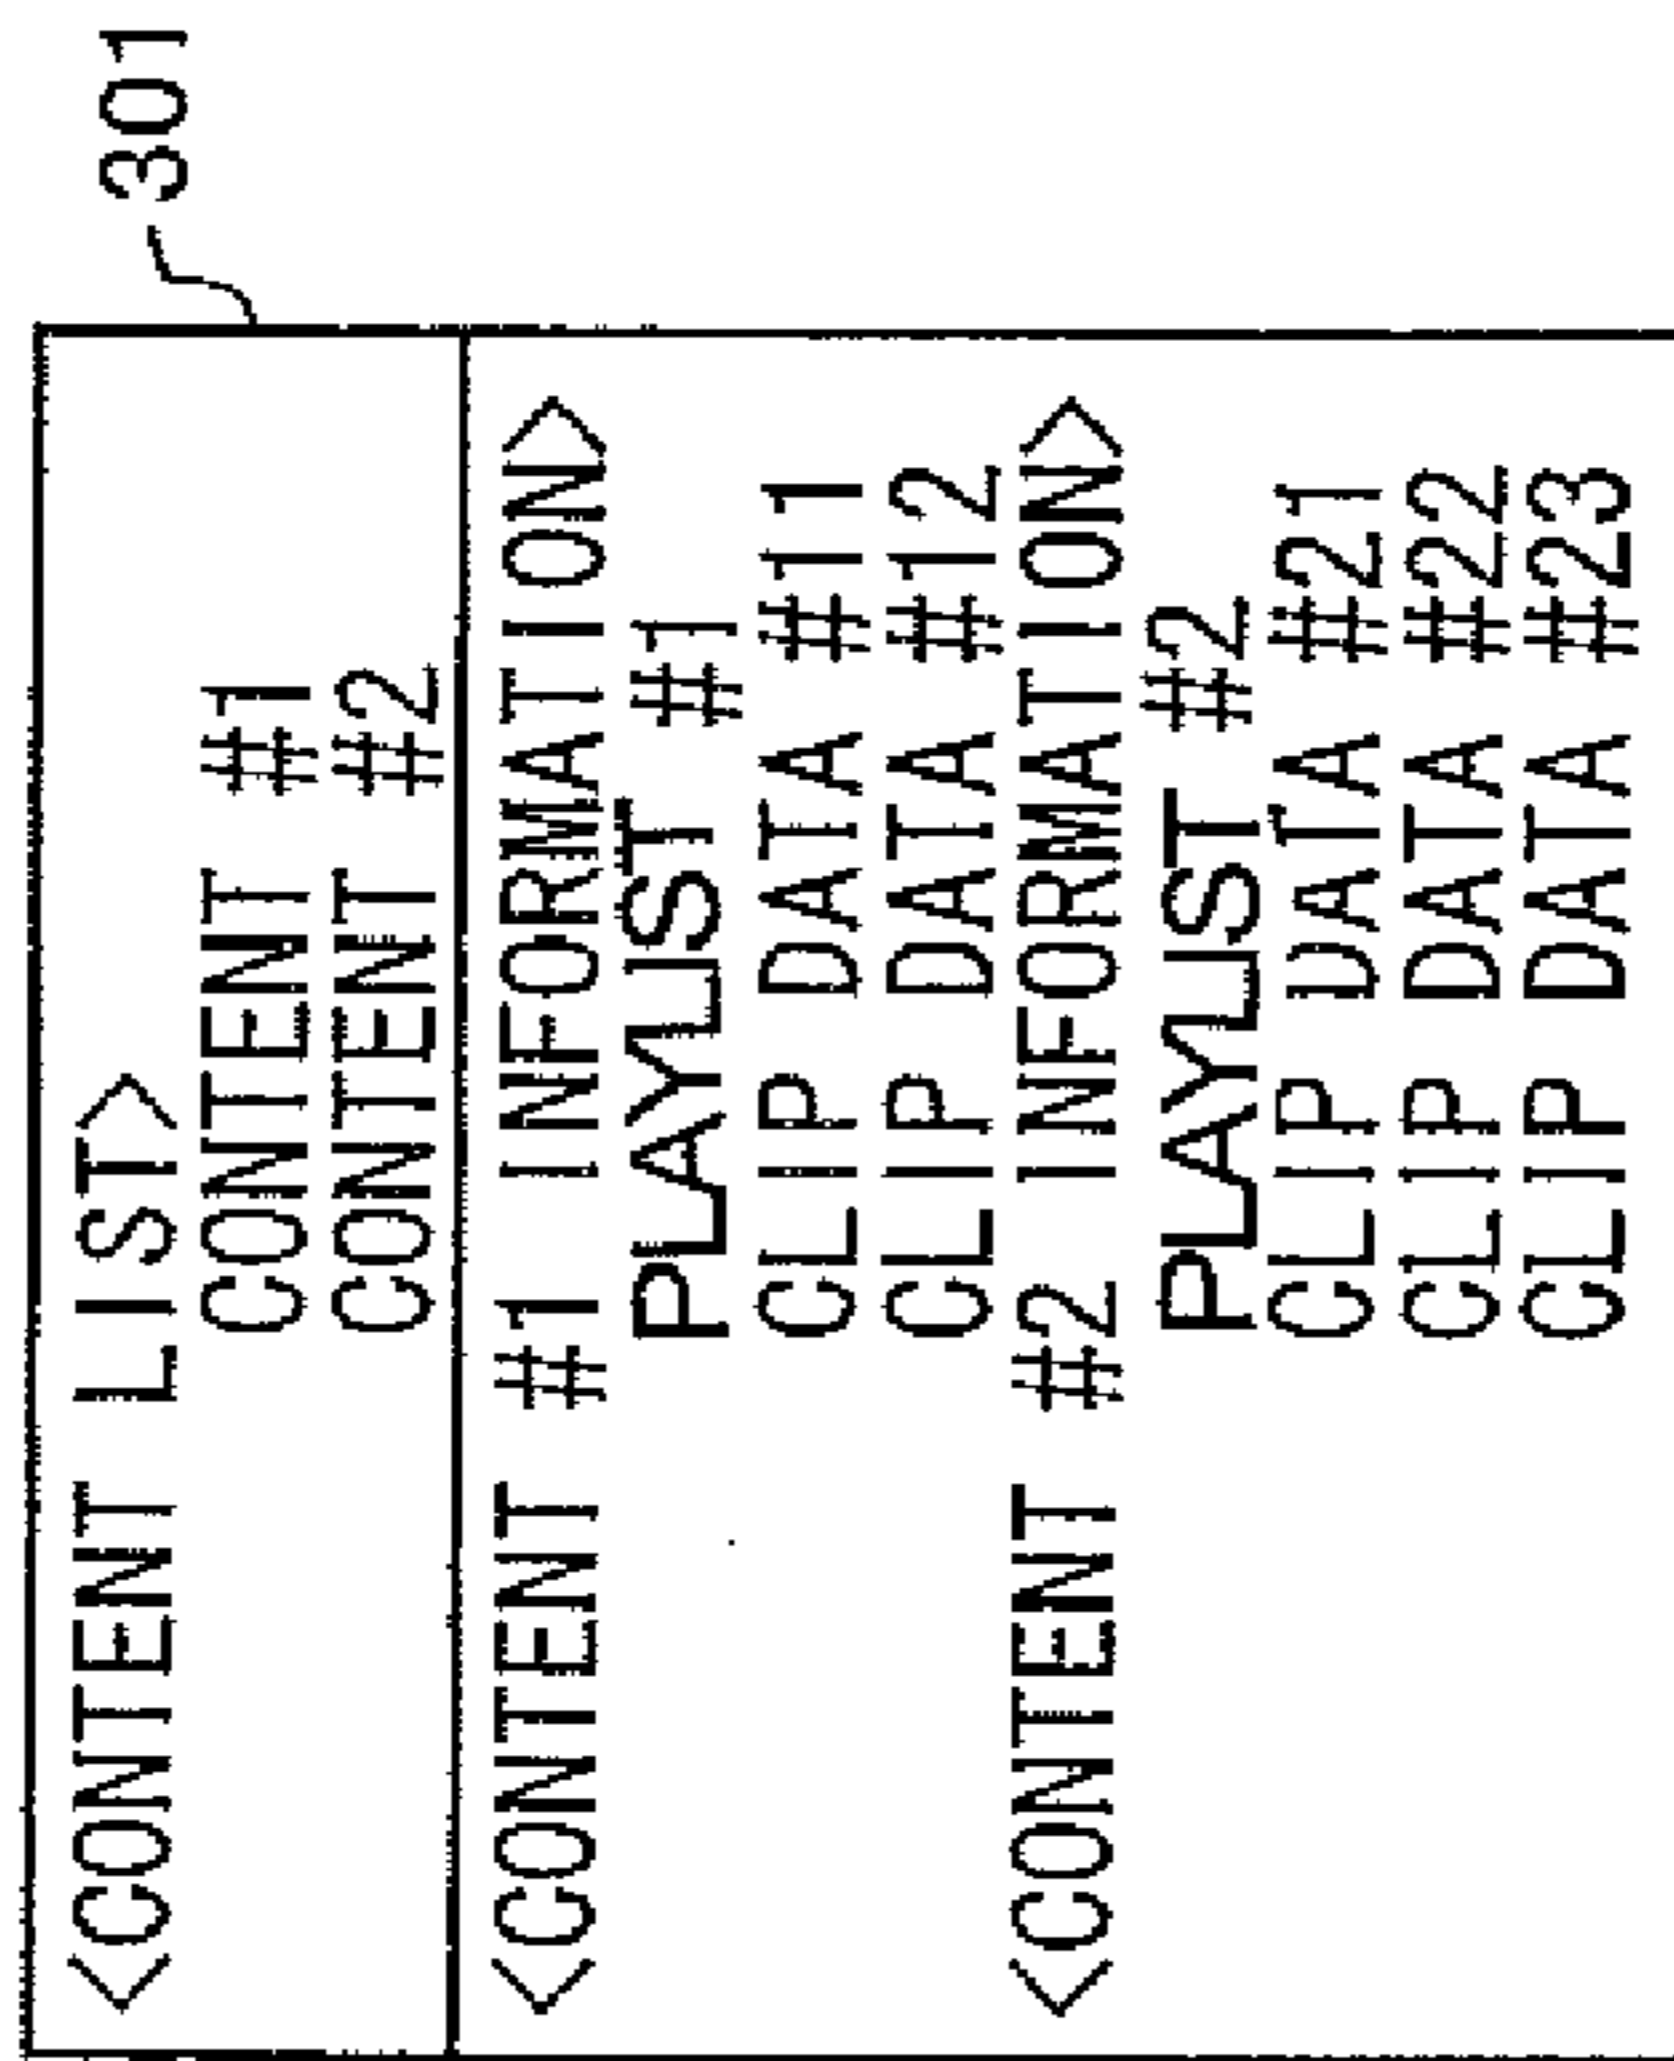 301
<CONTENT LIST>
CONTENT #1
CONTENT #2
<CONTENT #1 INFORMATION>
PLAYLIST #1
CLIP DATA #11
CLIP DATA #12
<CONTENT #2 INFORMATION>
PLAYLIST #2
CLIP DATA #21
CLIP DATA #22
CLIP DATA #23